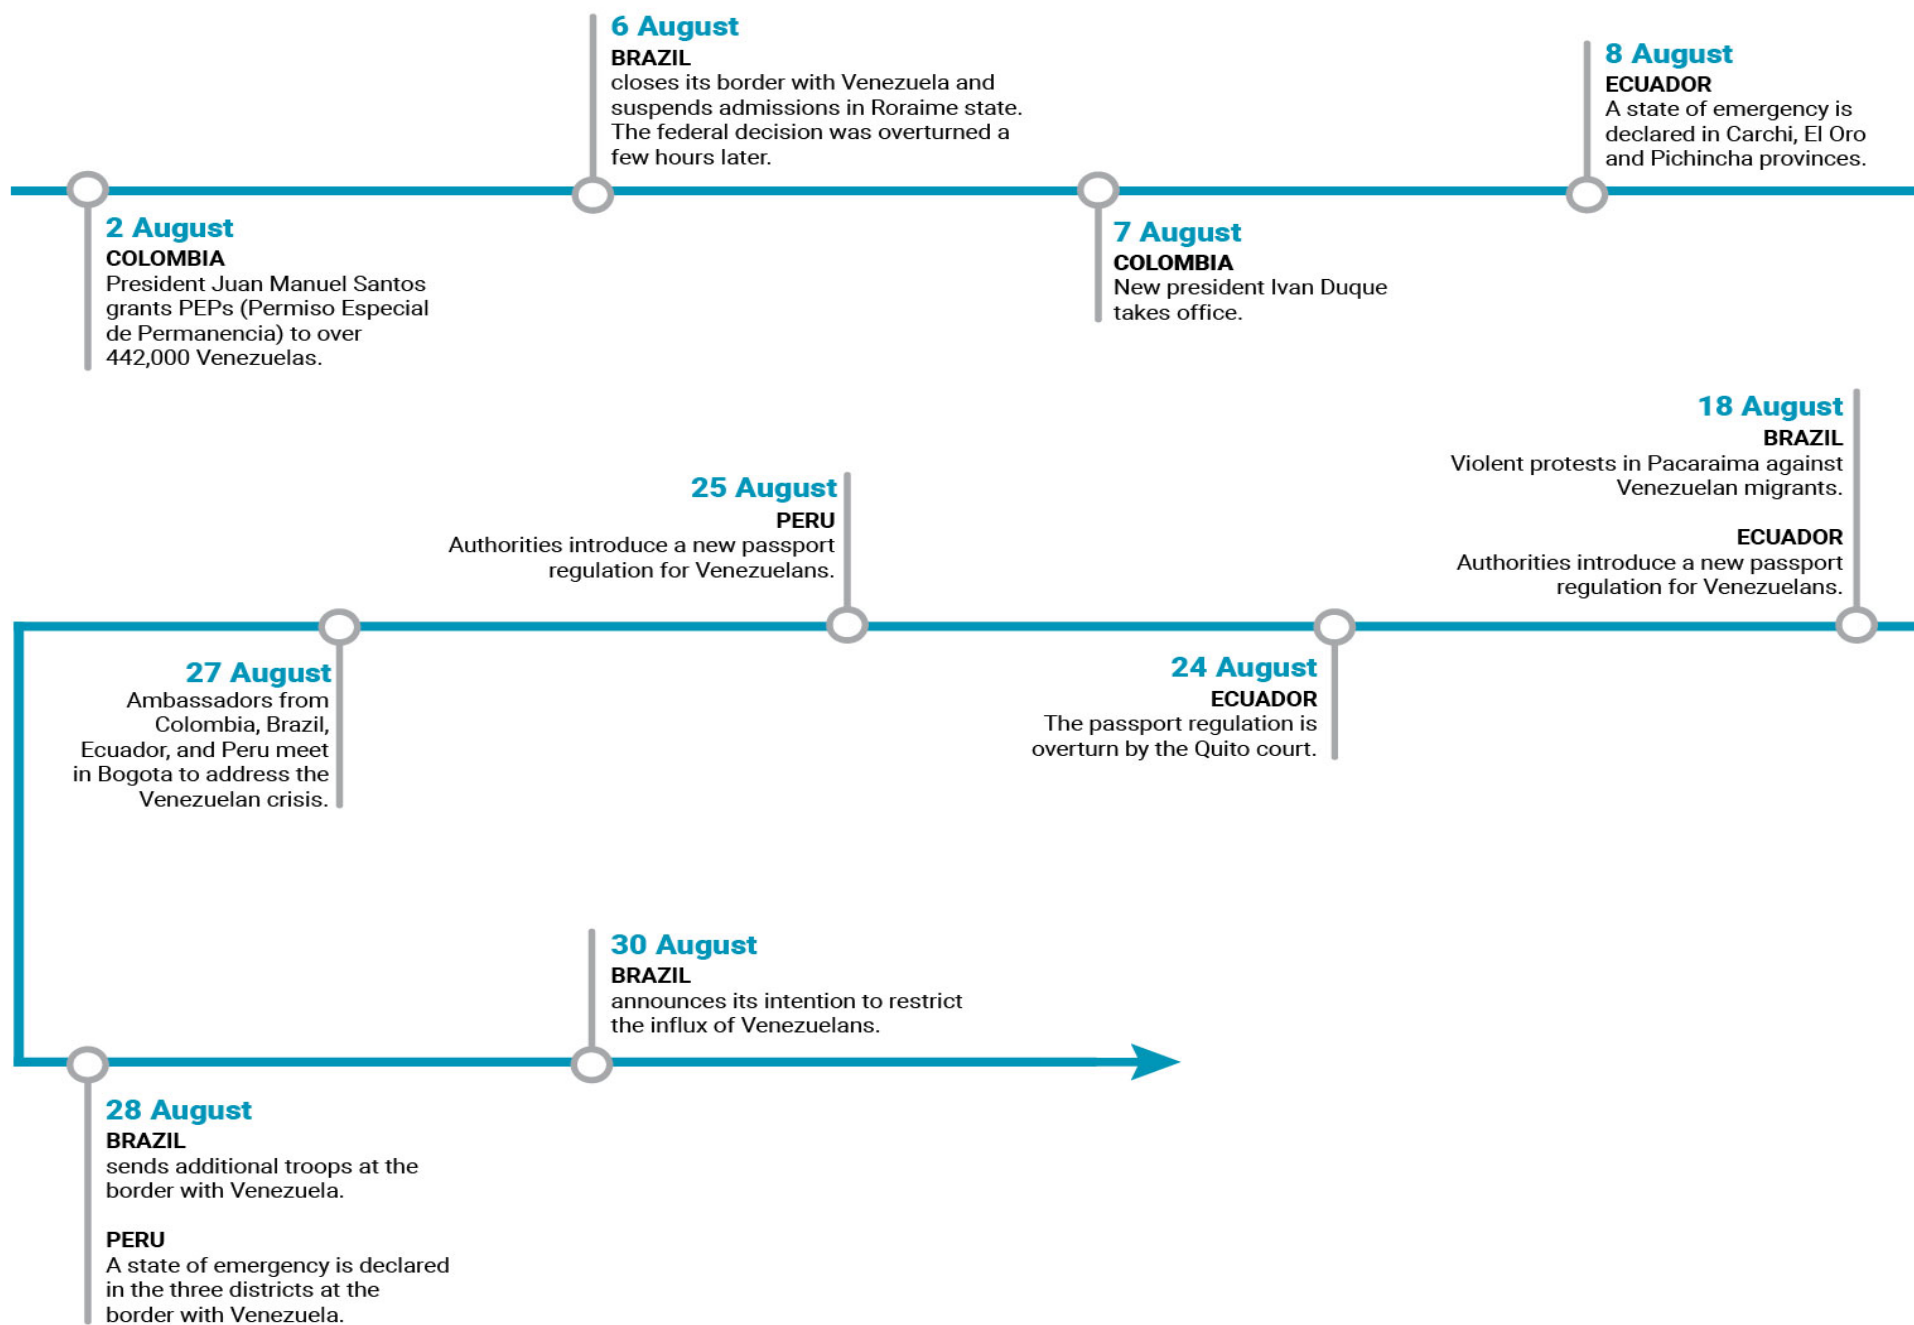 2 August
COLOMBIA
President Juan Manuel Santos
grants PEPs (Permiso Especial
de Permanencia) to over
442,000 Venezuelas.
6 August
BRAZIL
closes its border with Venezuela and
suspends admissions in Roraime state.
The federal decision was overturned a
few hours later.
7 August
COLOMBIA
New president Ivan Duque
takes office.
8 August
ECUADOR
A state of emergency is
declared in Carchi, El Oro
and Pichincha provinces.
18 August
BRAZIL
Violent protests in Pacaraima against
Venezuelan migrants.
ECUADOR
Authorities introduce a new passport
regulation for Venezuelans.
24 August
ECUADOR
The passport regulation is
overturn by the Quito court.
25 August
PERU
Authorities introduce a new passport
regulation for Venezuelans.
27 August
Ambassadors from
Colombia, Brazil,
Ecuador, and Peru meet
in Bogota to address the
Venezuelan crisis.
28 August
BRAZIL
sends additional troops at the
border with Venezuela.
PERU
A state of emergency is declared
in the three districts at the
border with Venezuela.
30 August
BRAZIL
announces its intention to restrict
the influx of Venezuelans.